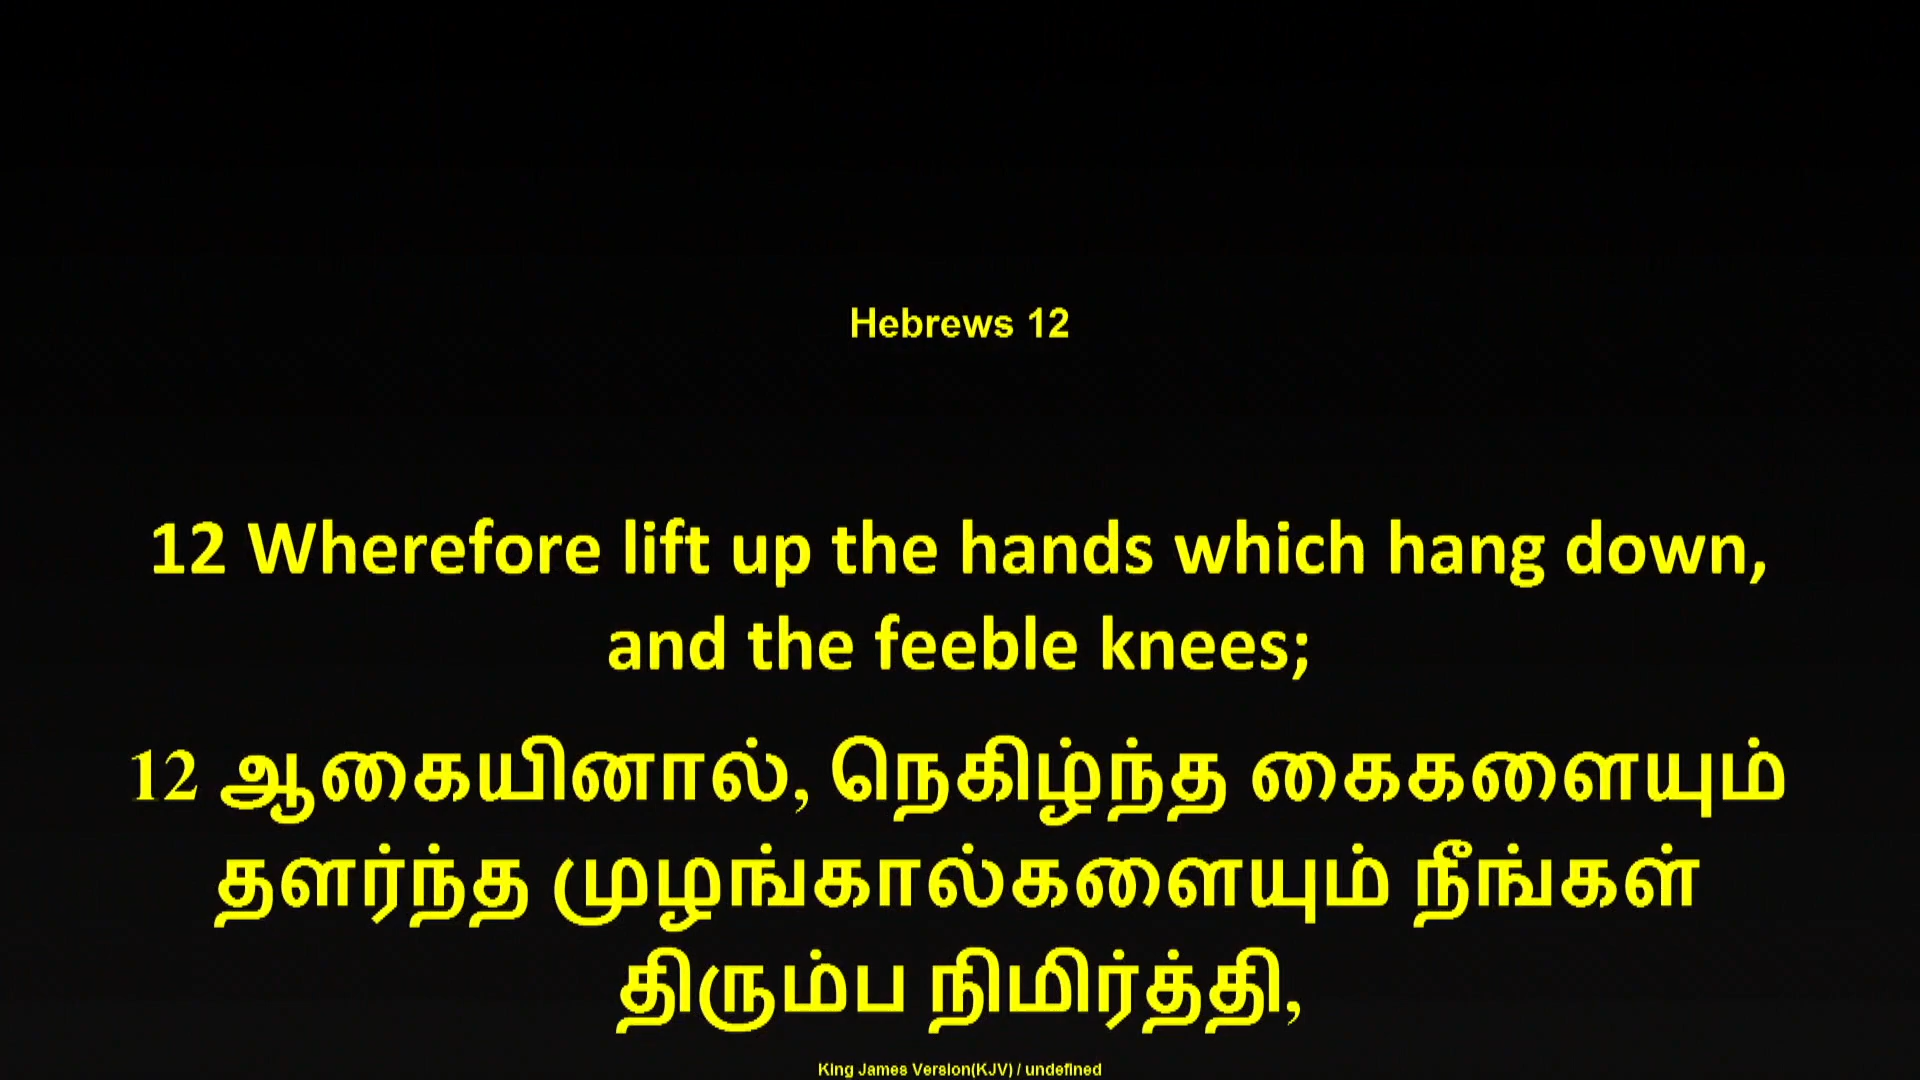 Hebrews 12
12 Wherefore lift up the hands which hang down,
and the feeble knees;
12 ஆகையினால், நெகிழ்ந்த கைகளையும்
தளர்ந்த முழங்கால்களையும் நீங்கள்
திரும்ப நிமிர்த்தி,
King James Version(KJV) / undefined